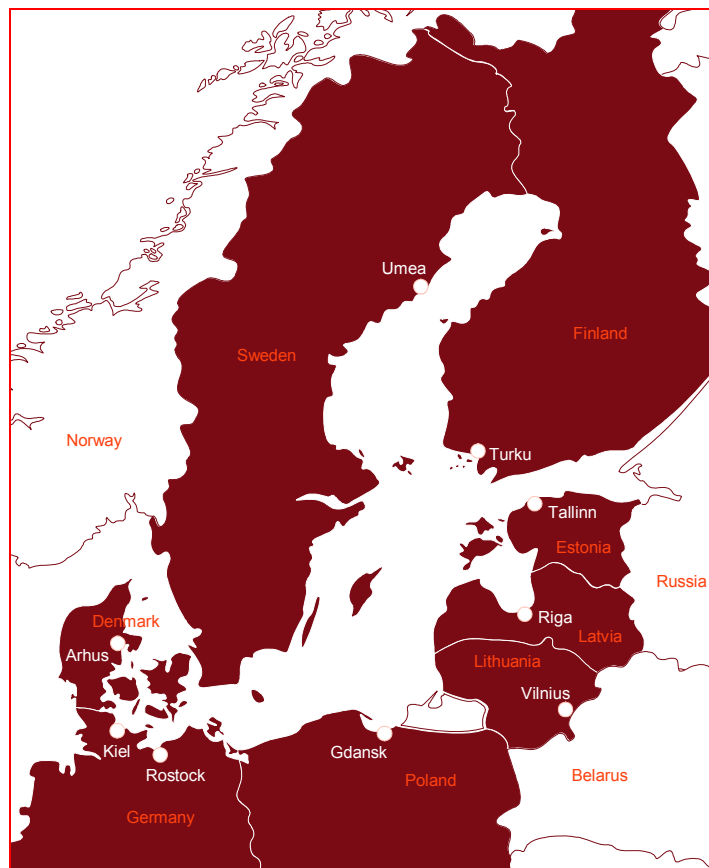 Umea
Finland
Sweden
Norway
Turku
Tallinn
Estonia
Russia
Riga
Denmark
Latvia
Arhus
Lithuania
Vilnius
Kiel
Gdansk
Rostock
Poland
Belarus
Germany